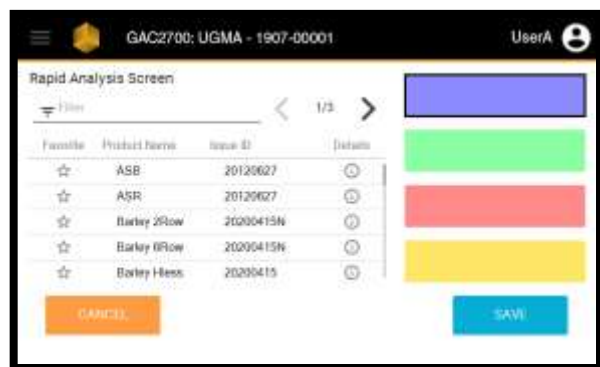 GAC2700: UGMA - 1907-00001 UserA
Rapid Analysis Screen
Filter 1/3
Favorite Product Name Issue ID Details
ASB 20120627
ASR 20120627
Barley 2Row 20200415N
Barley 6Row 20200415N
Barley Hless 20200415
CANCEL SAVE